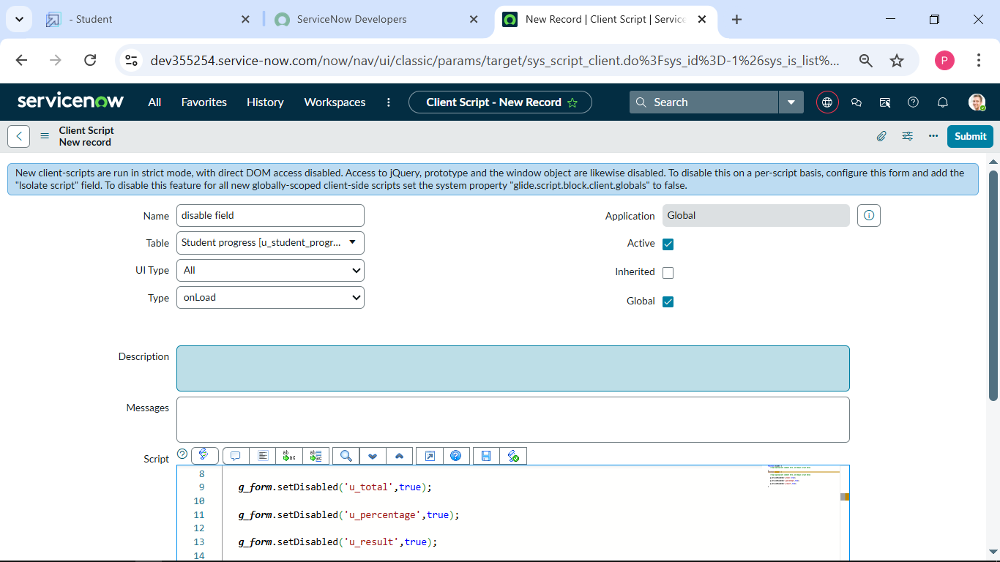 - Student
ServiceNow Developers
New Record | Client Script | Service
dev355254.service-now.com/now/nav/ui/classic/params/target/sys_script_client.do%3Fsys_id%3D-1%26sys_is_list%...
P
servicenow
All
Favorites
History
Workspaces
Client Script - New Record
Search
Client Script
New record
Submit
New client-scripts are run in strict mode, with direct DOM access disabled. Access to jQuery, prototype and the window object are likewise disabled. To disable this on a per-script basis, configure this form and add the
"Isolate script" field. To disable this feature for all new globally-scoped client-side scripts set the system property "glide.script.block.client.globals" to false.
Name disable field
Application Global
Table Student progress [u_student_progr...
Active
UI Type All
Inherited
Type onLoad
Global
Description
Messages
Script
8
9 g_form.setDisabled('u_total',true);
10
11 g_form.setDisabled('u_percentage',true);
12
13 g_form.setDisabled('u_result',true);
14